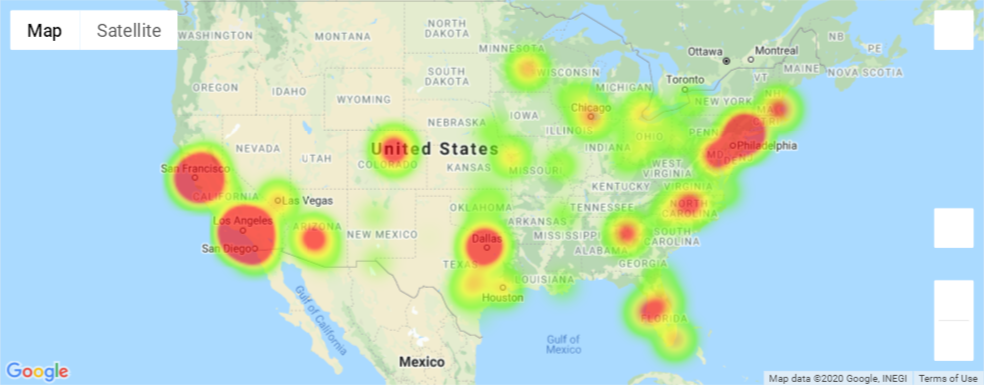 Map
Satellite
WASHINGTON
MONTANA
NORTH
DAKOTA
MINNESOTA
Ottawa
Montreal
NB
PE
MAINE
NOVA SCOTIA
VT
NH
Toronto
OREGON
IDAHO
SOUTH
DAKOTA
WISCONSIN
MICHIGAN
WYOMING
NEW YORK
MA
IOWA
Chicago
NEBRASKA
ILLINOIS
OHIO
PENN
Philadelphia
NEVADA
UTAH
United States
COLORADO
INDIANA
MD
DE
San Francisco
KANSAS
MISSOURI
WEST
VIRGINIA
KENTUCKY
VIRGINIA
CALIFORNIA
Las Vegas
OKLAHOMA
TENNESSEE
NORTH
CAROLINA
Los Angeles
ARIZONA
NEW MEXICO
ARKANSAS
MISSISSIPPI
SOUTH
CAROLINA
San Diego
Dallas
ALABAMA
GEORGIA
TEXAS
LOUISIANA
Houston
FLORIDA
Gulf of
California
Gulf of
Mexico
Mexico
Google
Map data ©2020 Google, INEGI
Terms of Use